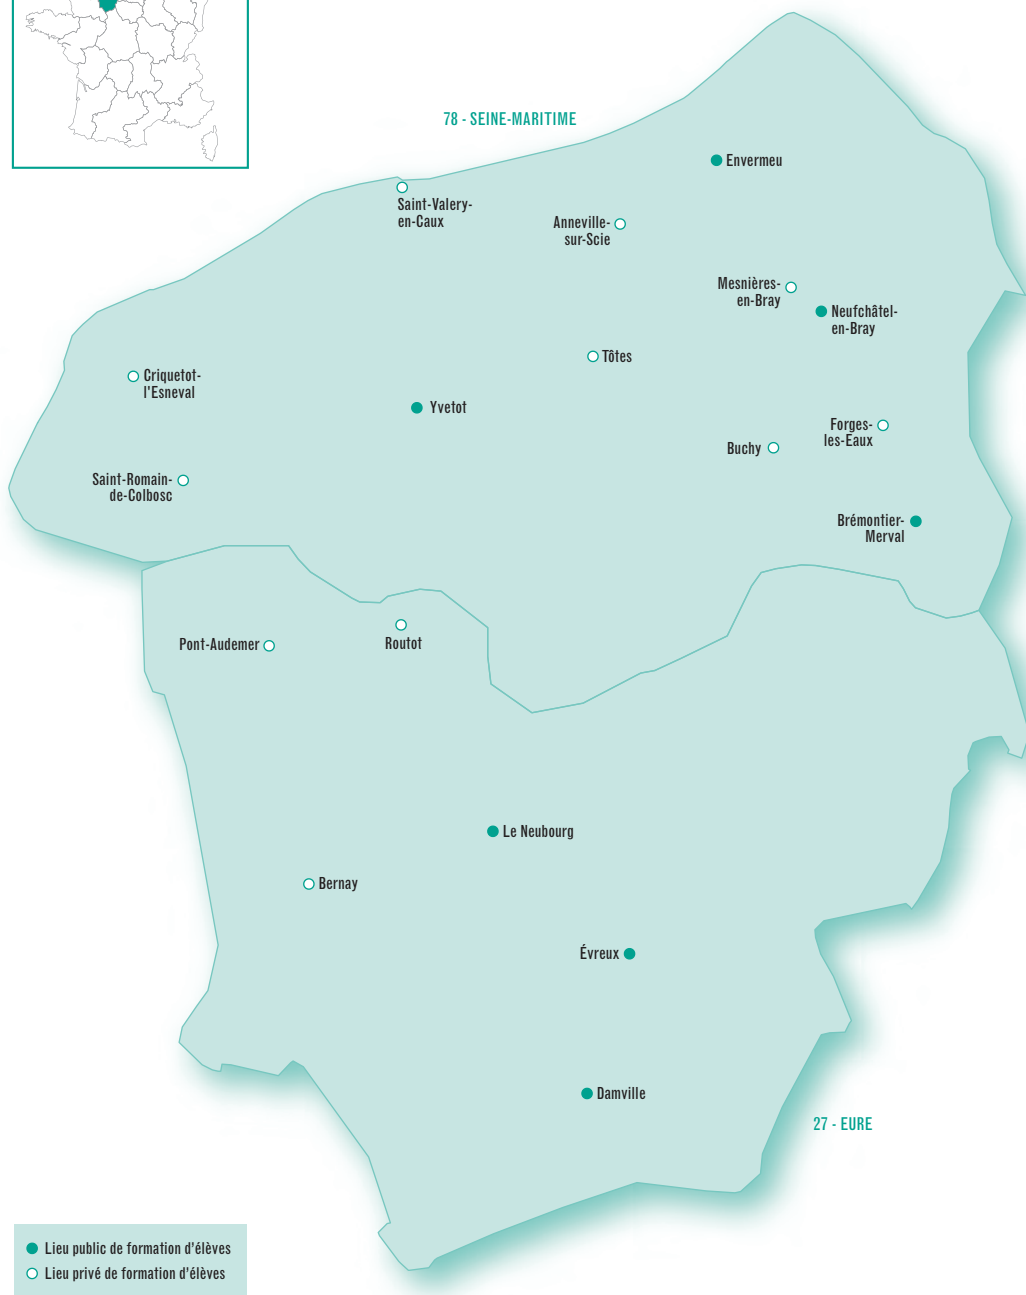 78 - SEINE-MARITIME
Envermeu
Saint-Valery-
en-Caux
Anneville-
sur-Scie
Mesnières-
en-Bray
Neufchâtel-
en-Bray
Tôtes
Criquetot-
l'Esneval
Yvetot
Forges-
les-Eaux
Buchy
Saint-Romain-
de-Colbosc
Brémontier-
Merval
Pont-Audemer
Routot
Le Neubourg
Bernay
Évreux
Damville
27 - EURE
Lieu public de formation d'élèves
Lieu privé de formation d'élèves